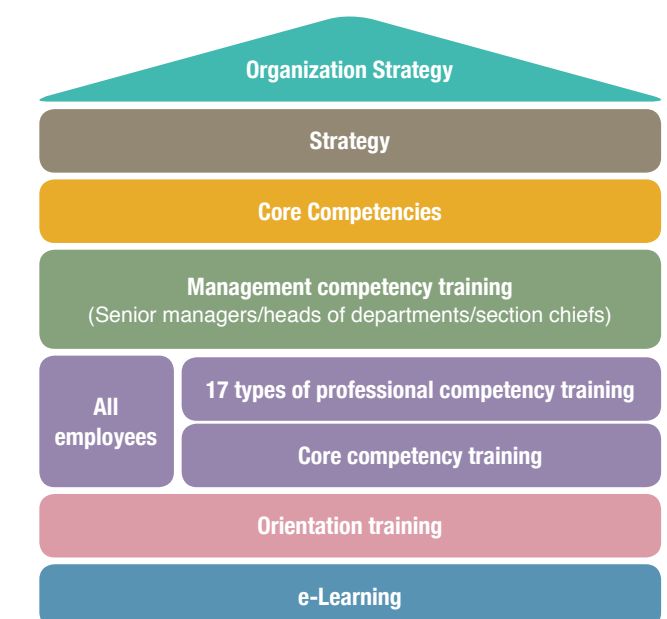 Organization Strategy
Strategy
Core Competencies
Management competency training
(Senior managers/heads of departments/section chiefs)
All
employees
17 types of professional competency training
Core competency training
Orientation training
e-Learning